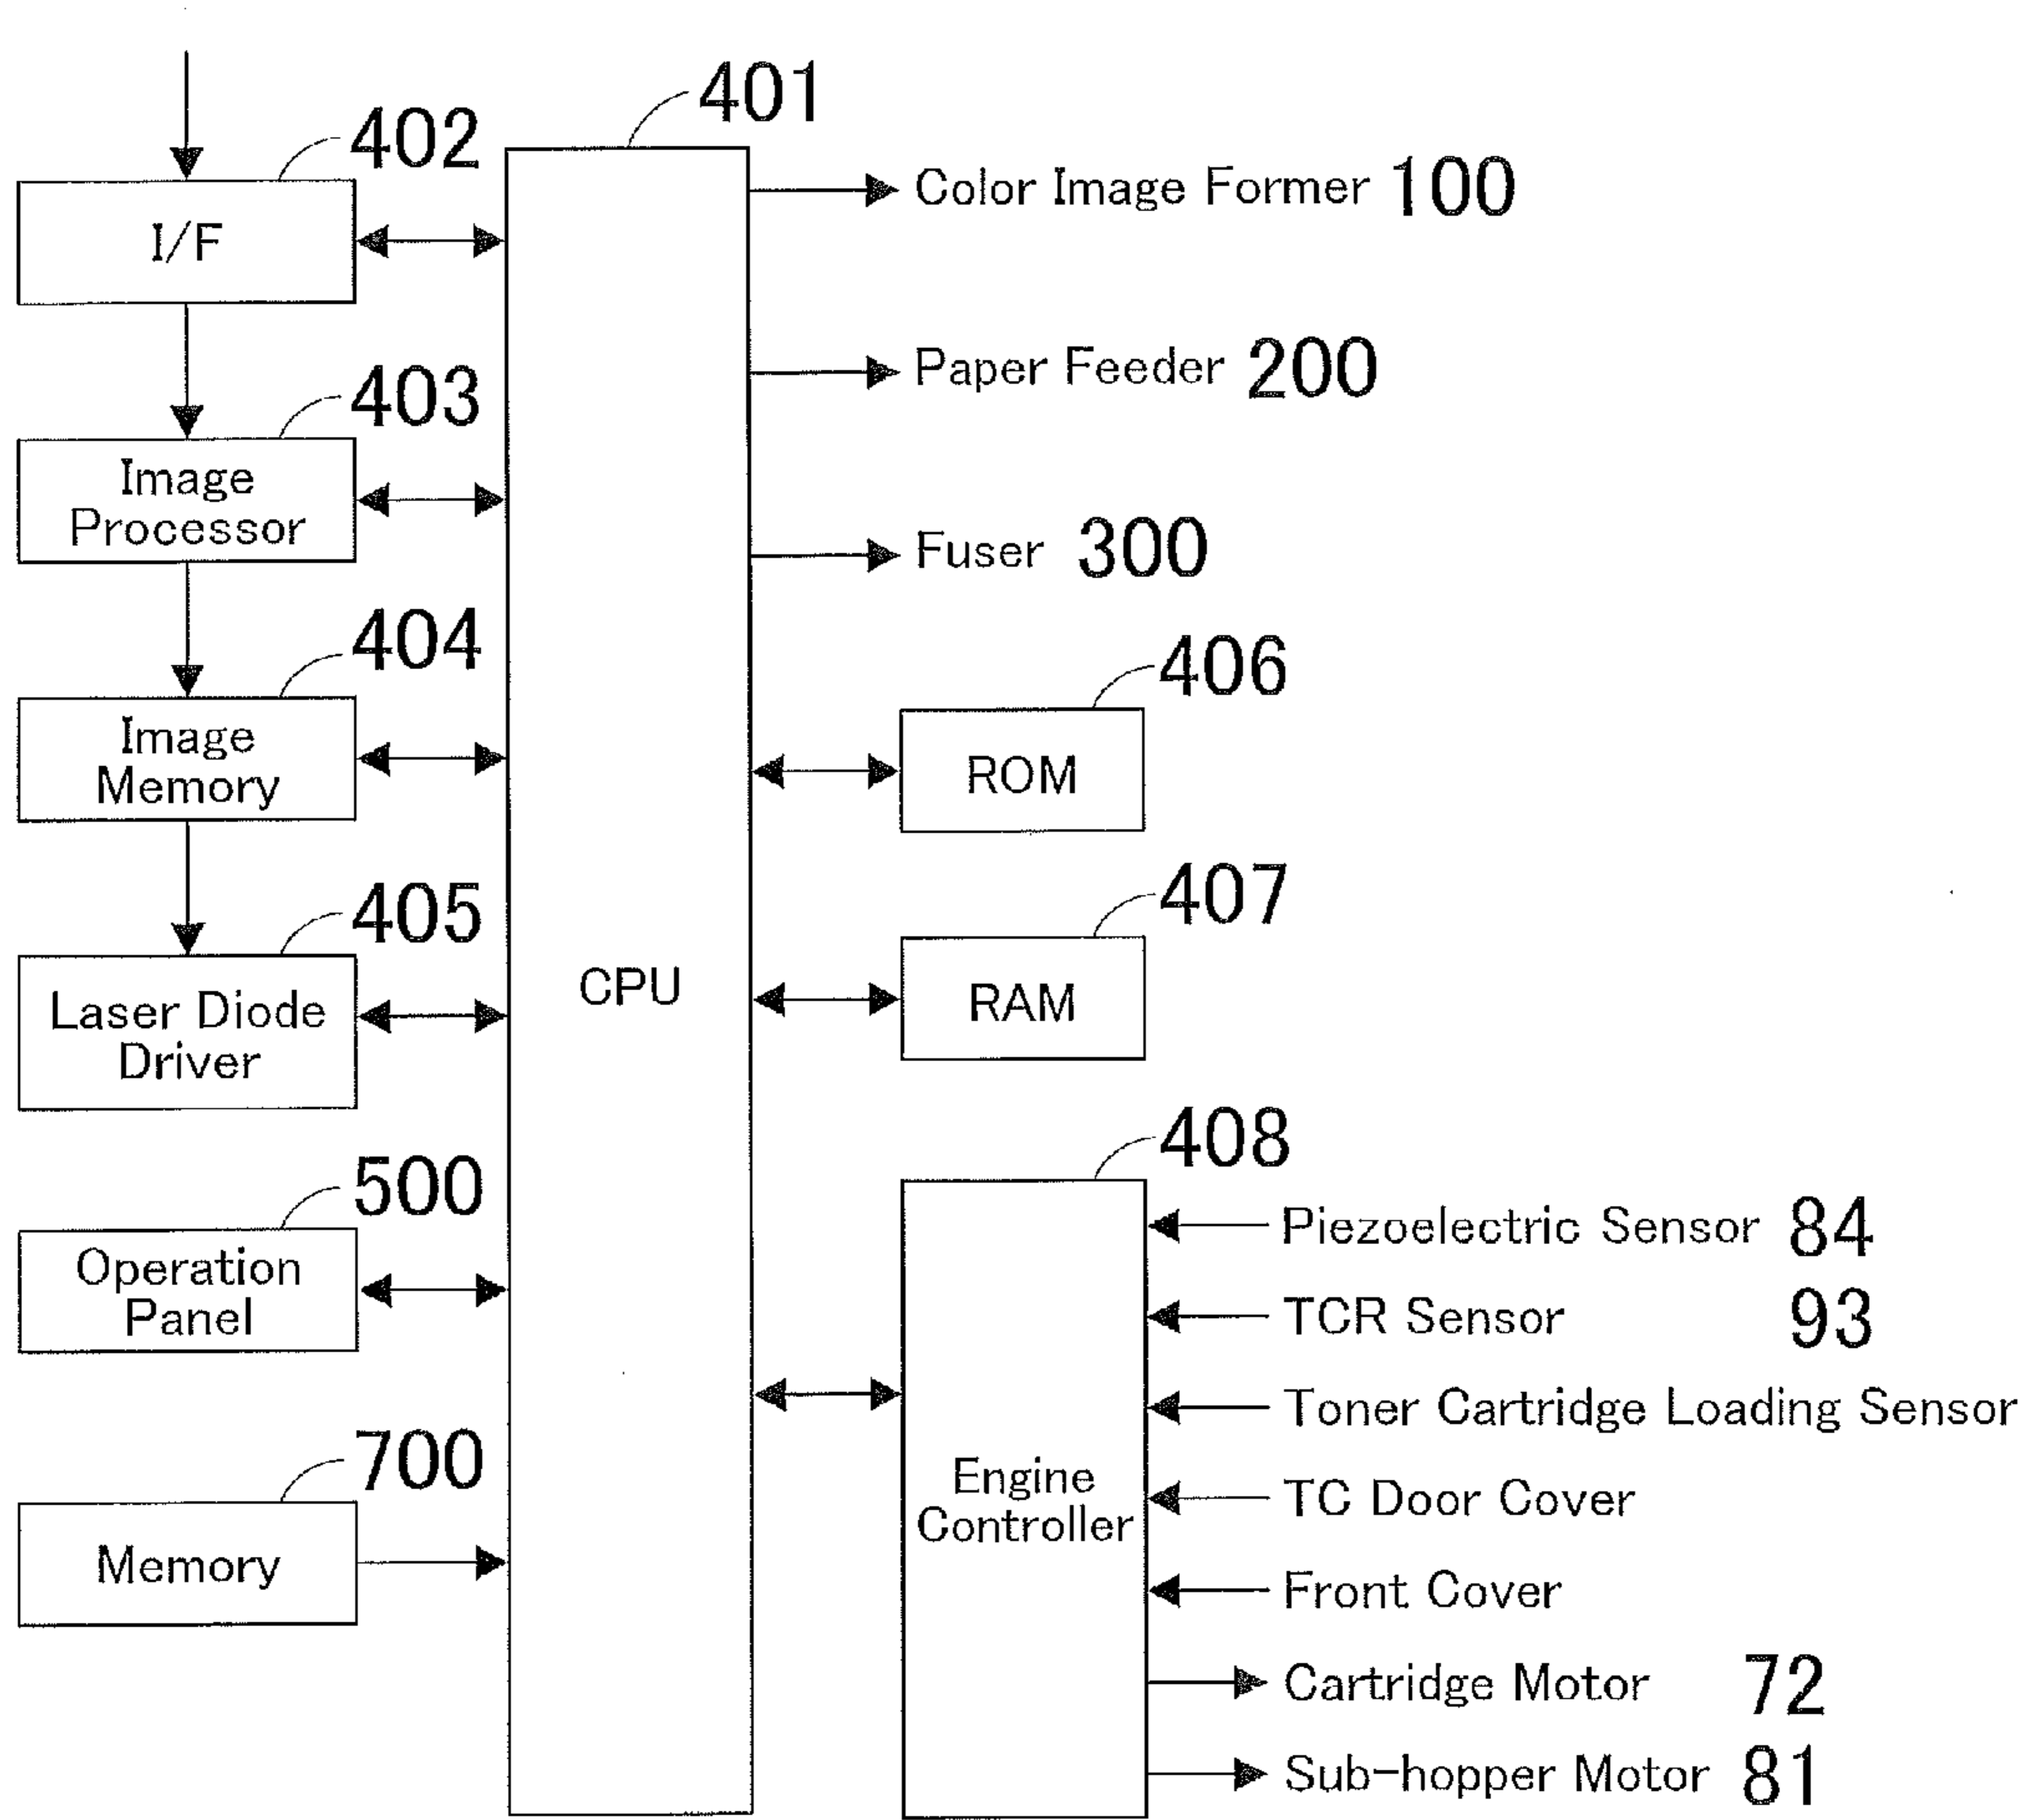 401
402
I/F
403
Image
Processor
404
Image
Memory
405
Laser Diode
Driver
500
Operation
Panel
700
Memory
CPU
Color Image Former 100
Paper Feeder 200
Fuser 300
406
ROM
407
RAM
408
Engine
Controller
Piezoelectric Sensor 84
TCR Sensor 93
Toner Cartridge Loading Sensor
TC Door Cover
Front Cover
Cartridge Motor 72
Sub-hopper Motor 81